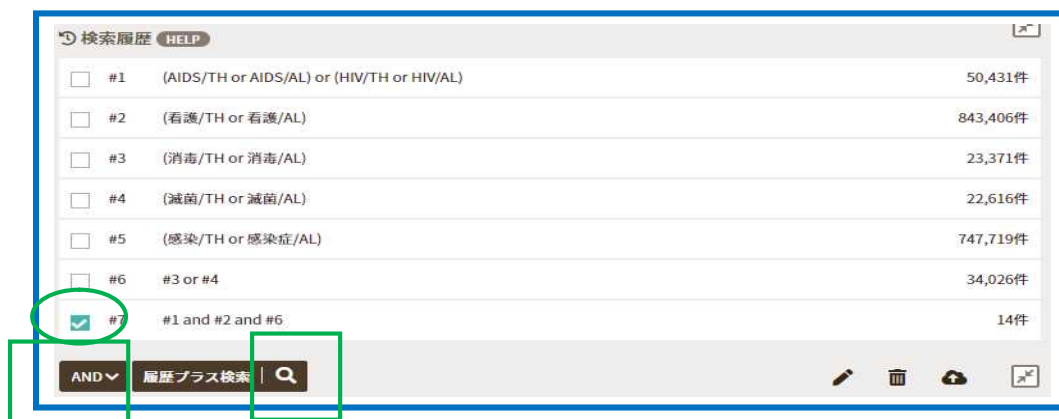 検索履歴 HELP
#1 (AIDS/TH or AIDS/AL) or (HIV/TH or HIV/AL) 50,431件
#2 (看護/TH or 看護/AL) 843,406件
#3 (消毒/TH or 消毒/AL) 23,371件
#4 (滅菌/TH or 滅菌/AL) 22,616件
#5 (感染/TH or 感染症/AL) 747,719件
#6 #3 or #4 34,026件
#7 #1 and #2 and #6 14件
AND 履歴プラス検索